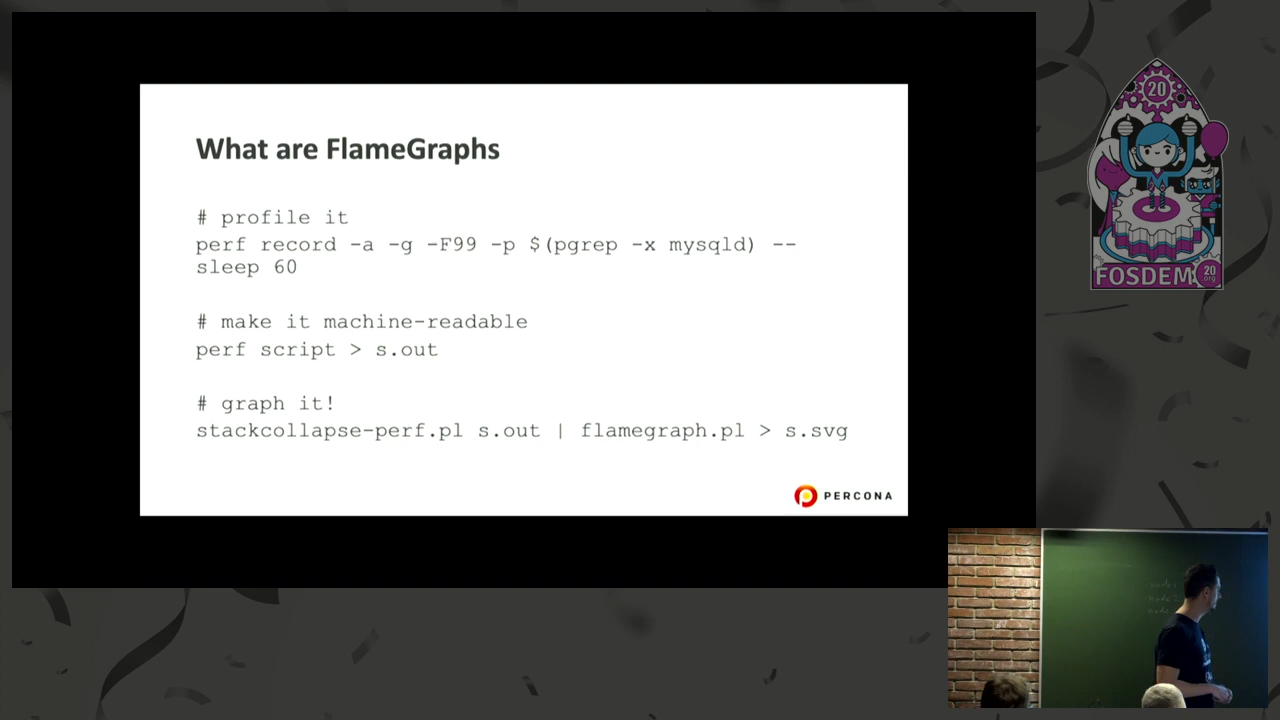 What are FlameGraphs
# profile it
perf record -a -g -F99 -p $(pgrep -x mysqld) --
sleep 60
# make it machine-readable
perf script > s.out
# graph it!
stackcollapse-perf.pl s.out | flamegraph.pl > s.svg
PERCONA
20
FOSDEM
20
.org